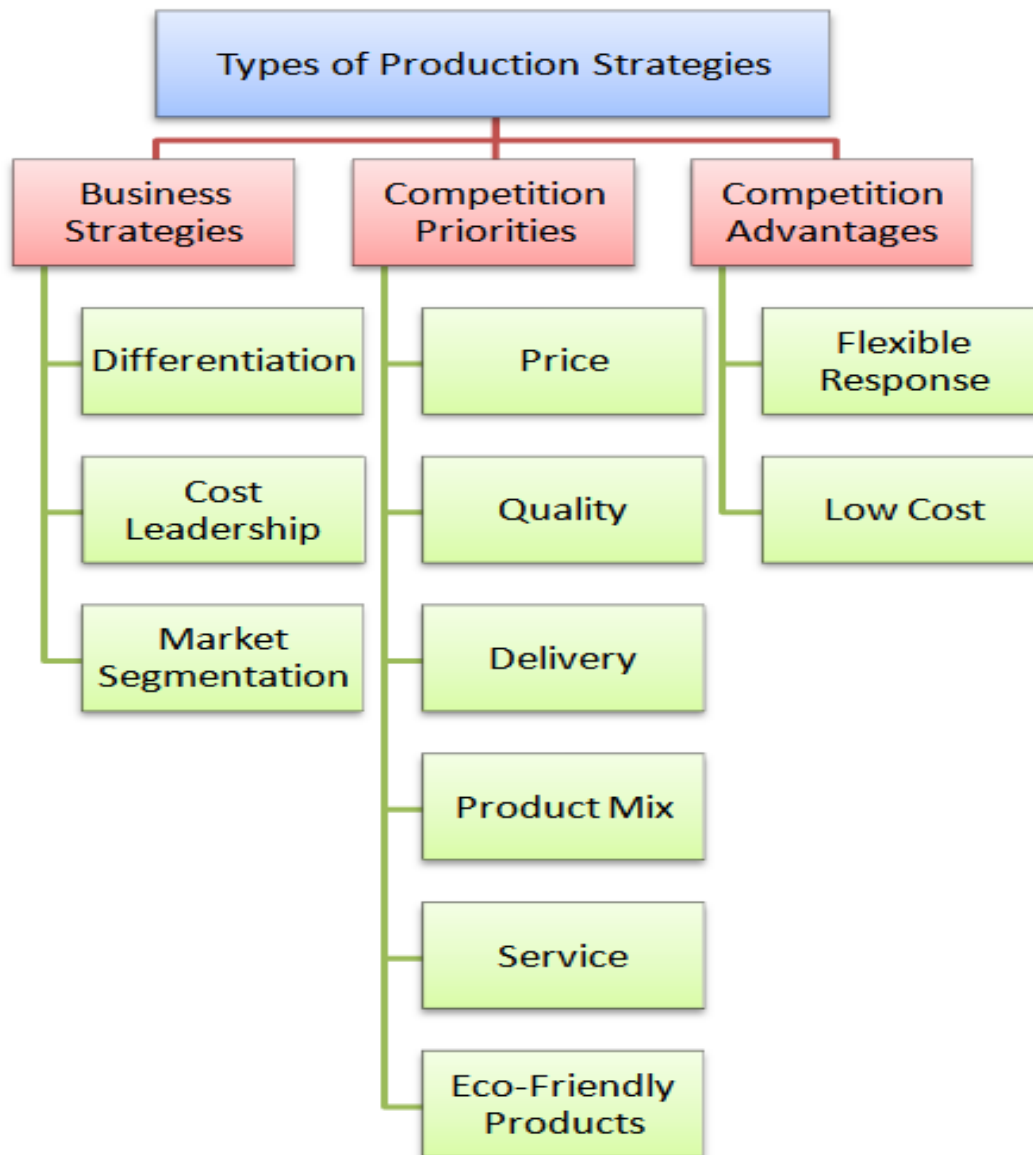 Types of Production Strategies
Business
Strategies
Differentiation
Cost
Leadership
Market
Segmentation
Competition
Priorities
Price
Quality
Delivery
Product Mix
Service
Eco-Friendly
Products
Competition
Advantages
Flexible
Response
Low Cost